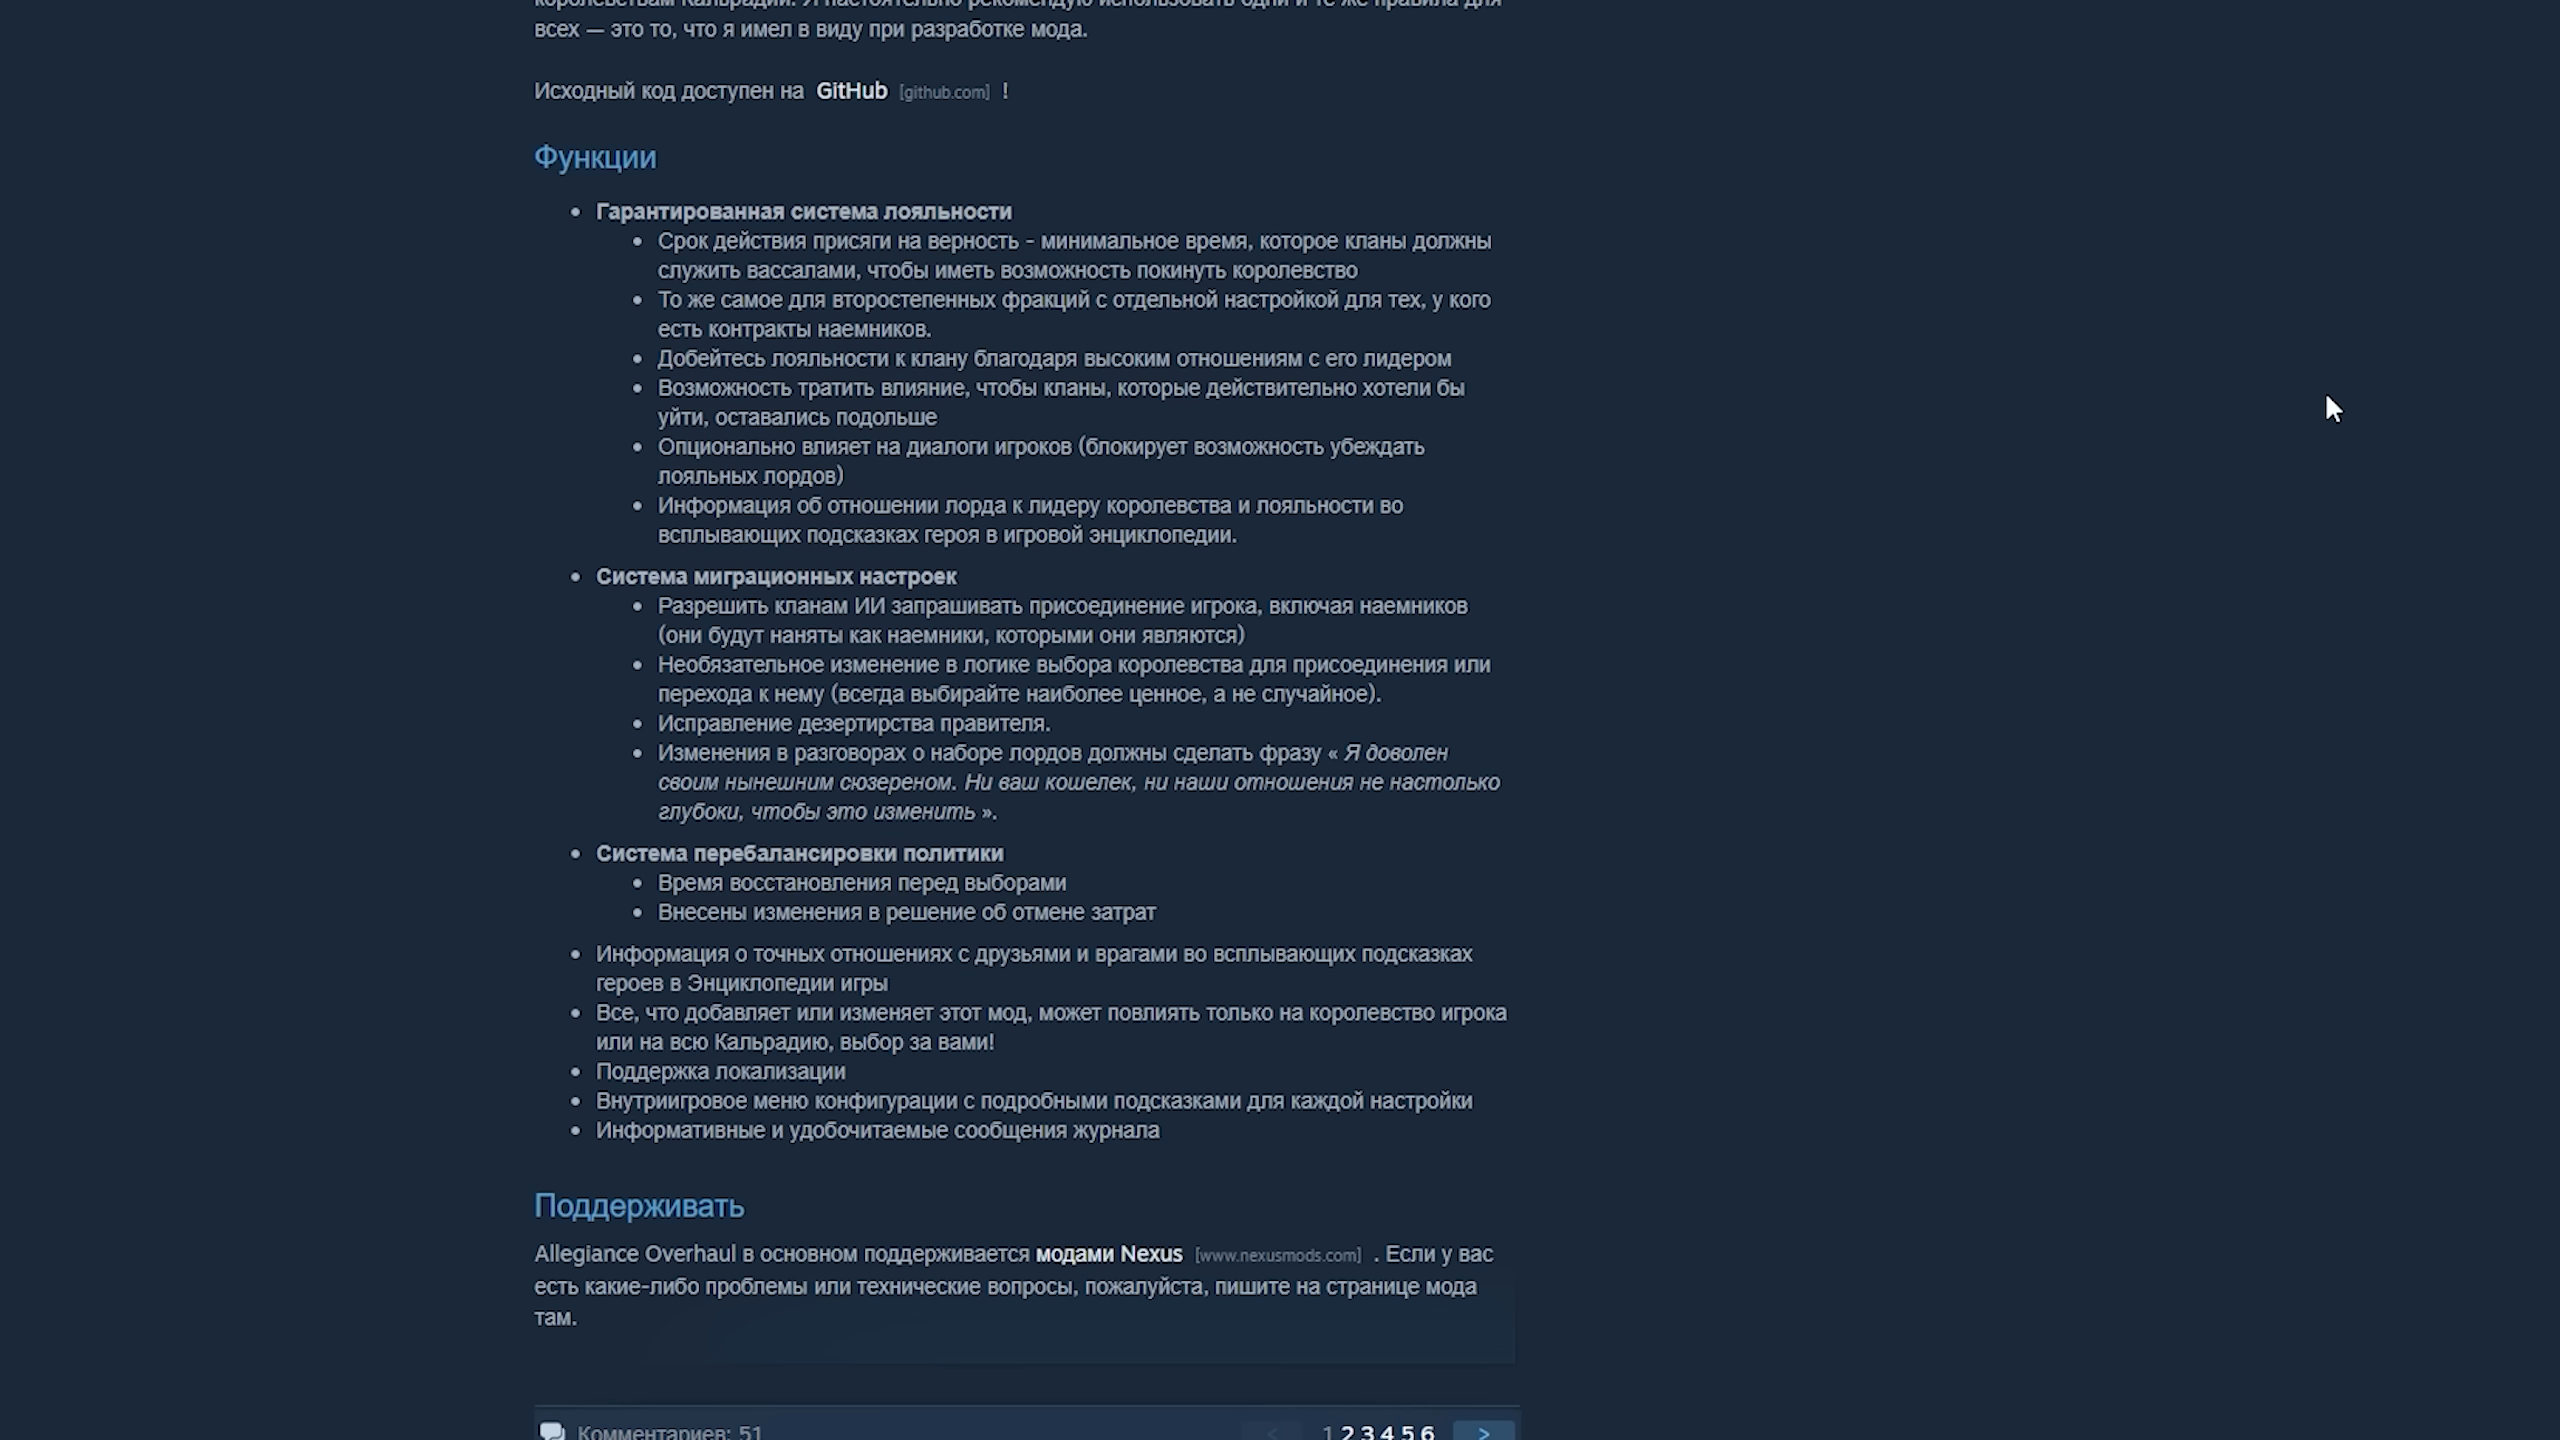 королевствам Кальрадии. Я настоятельно рекомендую использовать одни и те же правила для
всех — это то, что я имел в виду при разработке мода.
Исходный код доступен на GitHub [github.com] !
Функции
Гарантированная система лояльности
Срок действия присяги на верность - минимальное время, которое кланы должны
служить вассалами, чтобы иметь возможность покинуть королевство
То же самое для второстепенных фракций с отдельной настройкой для тех, у кого
есть контракты наемников.
Добейтесь лояльности к клану благодаря высоким отношениям с его лидером
Возможность тратить влияние, чтобы кланы, которые действительно хотели бы
уйти, оставались подольше
Опционально влияет на диалоги игроков (блокирует возможность убеждать
лояльных лордов)
Информация об отношении лорда к лидеру королевства и лояльности во
всплывающих подсказках героя в игровой энциклопедии.
Система миграционных настроек
Разрешить кланам ИИ запрашивать присоединение игрока, включая наемников
(они будут наняты как наемники, которыми они являются)
Необязательное изменение в логике выбора королевства для присоединения или
перехода к нему (всегда выбирайте наиболее ценное, а не случайное).
Исправление дезертирства правителя.
Изменения в разговорах о наборе лордов должны сделать фразу « Я доволен
своим нынешним сюзереном. Ни ваш кошелек, ни наши отношения не настолько
глубоки, чтобы это изменить ».
Система перебалансировки политики
Время восстановления перед выборами
Внесены изменения в решение об отмене затрат
Информация о точных отношениях с друзьями и врагами во всплывающих подсказках
героев в Энциклопедии игры
Все, что добавляет или изменяет этот мод, может повлиять только на королевство игрока
или на всю Кальрадию, выбор за вами!
Поддержка локализации
Внутриигровое меню конфигурации с подробными подсказками для каждой настройки
Информативные и удобочитаемые сообщения журнала
Поддерживать
Allegiance Overhaul в основном поддерживается модами Nexus [www.nexusmods.com] . Если у вас
есть какие-либо проблемы или технические вопросы, пожалуйста, пишите на странице мода
там.
Комментариев: 51 < 1 2 3 4 5 6 >